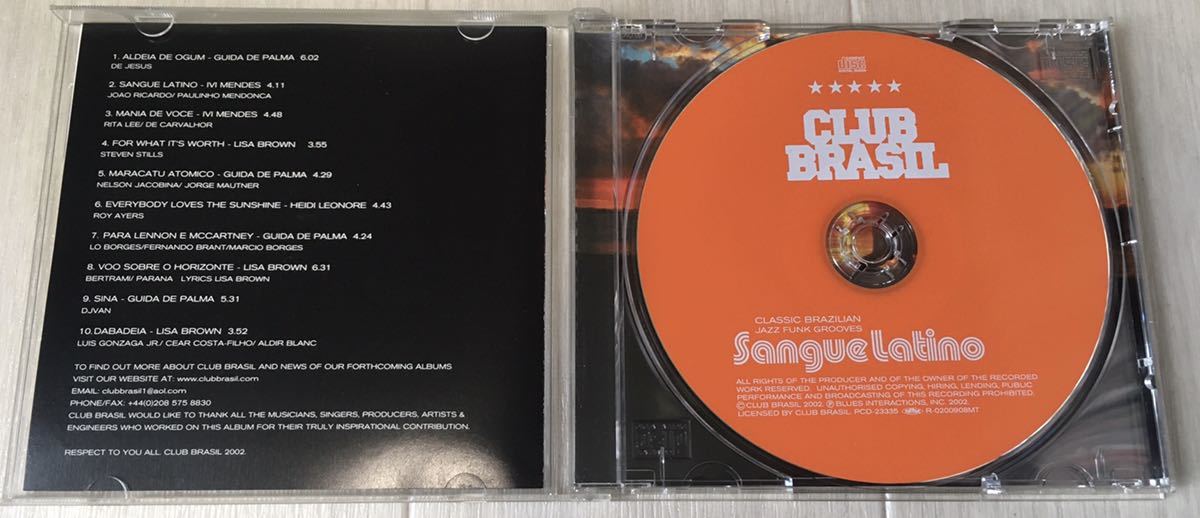 1. ALDEIA DE OGUM - GUIDA DE PALMA 6.02
DE JESUS
2. SANGUE LATINO - IVI MENDES 4.11
JOAO RICARDO/ PAULINHO MENDONCA
3. MANIA DE VOCE - IVI MENDES 4.48
RITA LEE/ DE CARVALHOR
4. FOR WHAT IT'S WORTH - LISA BROWN 3.55
STEVEN STILLS
5. MARACATU ATOMICO - GUIDA DE PALMA 4.29
NELSON JACOBINA/ JORGE MAUTNER
6. EVERYBODY LOVES THE SUNSHINE - HEIDI LEONORE 4.43
ROY AYERS
7. PARA LENNON E MCCARTNEY - GUIDA DE PALMA 4.24
LO BORGES/FERNANDO BRANT/MARCIO BORGES
8. VOO SOBRE O HORIZONTE - LISA BROWN 6.31
BERTRAMI/ PARANA LYRICS LISA BROWN
9. SINA - GUIDA DE PALMA 5.31
DJVAN
10. DABADEIA - LISA BROWN 3.52
LUIS GONZAGA JR./ CEAR COSTA-FILHO/ ALDIR BLANC
TO FIND OUT MORE ABOUT CLUB BRASIL AND NEWS OF OUR FORTHCOMING ALBUMS
VISIT OUR WEBSITE AT: www.clubbrasil.com
EMAIL: clubbrasil1@aol.com
PHONE/FAX: +44(0)208 575 8830
CLUB BRASIL WOULD LIKE TO THANK ALL THE MUSICIANS, SINGERS, PRODUCERS, ARTISTS &
ENGINEERS WHO WORKED ON THIS ALBUM FOR THEIR TRULY INSPIRATIONAL CONTRIBUTION.
RESPECT TO YOU ALL. CLUB BRASIL 2002.
COMPACT
disc
DIGITAL AUDIO
CLUB
BRASIL
CLASSIC BRAZILIAN
JAZZ FUNK GROOVES
Sangue Latino
ALL RIGHTS OF THE PRODUCER AND OF THE OWNER OF THE RECORDED
WORK RESERVED. UNAUTHORISED COPYING, HIRING, LENDING, PUBLIC
PERFORMANCE AND BROADCASTING OF THIS RECORDING PROHIBITED.
©CLUB BRASIL 2002. ℗BLUES INTERACTIONS, INC. 2002.
LICENSED BY CLUB BRASIL. PCD-23335 R-0200908MT